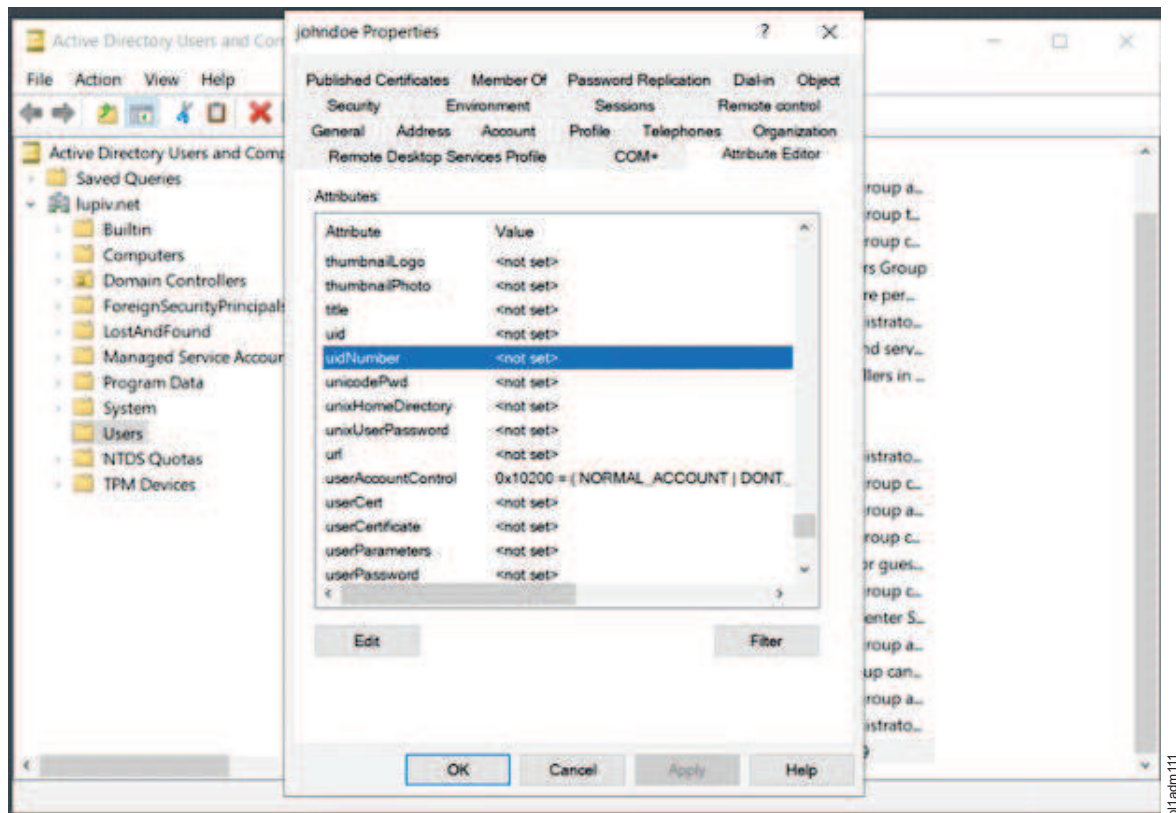 Active Directory Users and Com
johndoe Properties ? ×
File Action View Help
Active Directory Users and Comp
Saved Queries
lupiv.net
Builtin
Computers
Domain Controllers
ForeignSecurityPrincipals
LostAndFound
Managed Service Accour
Program Data
System
Users
NTDS Quotas
TPM Devices
Published Certificates Member Of Password Replication Dial-in Object
Security Environment Sessions Remote control
General Address Account Profile Telephones Organization
Remote Desktop Services Profile COM+ Attribute Editor
Attributes:
Attribute Value
thumbnailLogo <not set>
thumbnailPhoto <not set>
title <not set>
uid <not set>
uidNumber <not set>
unicodePwd <not set>
unixHomeDirectory <not set>
unixUserPassword <not set>
url <not set>
userAccountControl 0x10200 = ( NORMAL_ACCOUNT | DONT_
userCert <not set>
userCertificate <not set>
userParameters <not set>
userPassword <not set>
Edit Filter
OK Cancel Apply Help
roup a...
roup t...
roup c...
rs Group
re per...
istrato...
nd serv...
llers in ...
istrato...
roup c...
roup a...
roup c...
or gues...
roup c...
enter S...
roup a...
up can...
roup a...
istrato...
bl1adm111